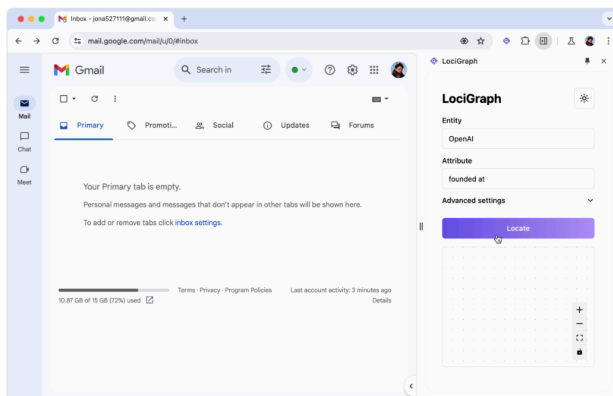 Inbox - jona527111@gmail.co
mail.google.com/mail/u/0/#inbox
Gmail
Search in
Mail
Chat
Meet
Primary
Promoti...
Social
Updates
Forums
Your Primary tab is empty.
Personal messages and messages that don't appear in other tabs will be shown here.
To add or remove tabs click inbox settings.
10.87 GB of 15 GB (72%) used
Terms · Privacy · Program Policies
Last account activity: 3 minutes ago
Details
LociGraph
LociGraph
Entity
OpenAI
Attribute
founded at
Advanced settings
Locate